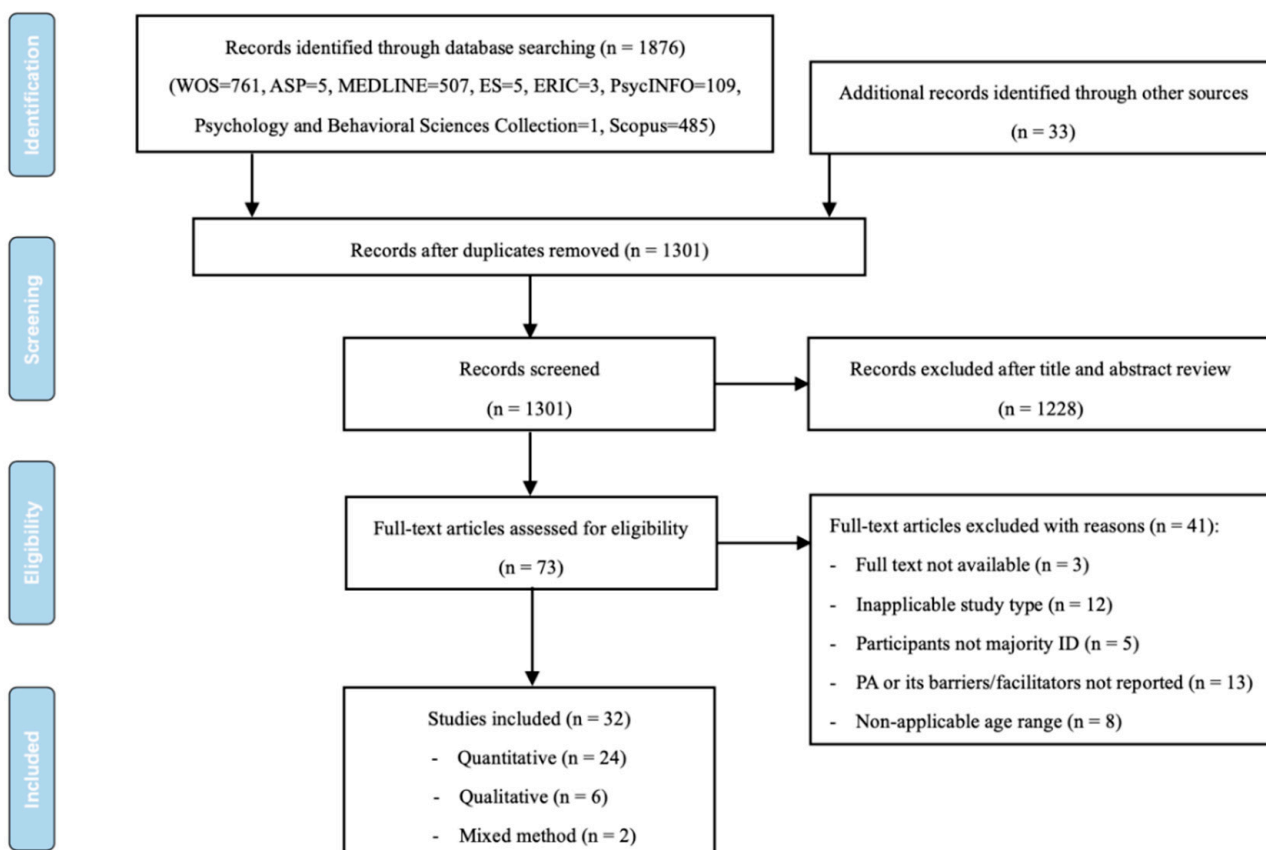 Identification
Records identified through database searching (n = 1876)
(WOS=761, ASP=5, MEDLINE=507, ES=5, ERIC=3, PsycINFO=109,
Psychology and Behavioral Sciences Collection=1, Scopus=485)
Additional records identified through other sources
(n = 33)
Screening
Records after duplicates removed (n = 1301)
Records screened
(n = 1301)
Records excluded after title and abstract review
(n = 1228)
Eligibility
Full-text articles assessed for eligibility
(n = 73)
Full-text articles excluded with reasons (n = 41):
- Full text not available (n = 3)
- Inapplicable study type (n = 12)
- Participants not majority ID (n = 5)
- PA or its barriers/facilitators not reported (n = 13)
- Non-applicable age range (n = 8)
Included
Studies included (n = 32)
- Quantitative (n = 24)
- Qualitative (n = 6)
- Mixed method (n = 2)